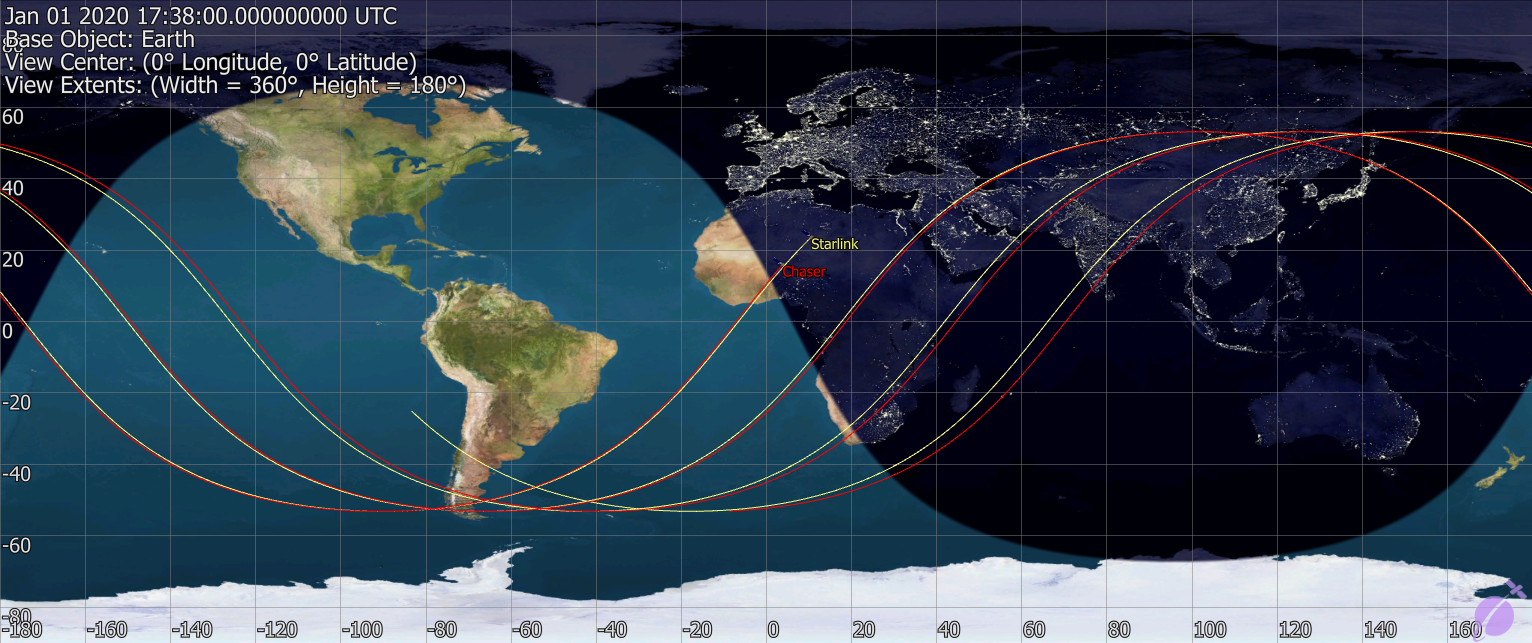 Jan 01 2020 17:38:00.000000000 UTC
Base Object: Earth
80
View Center: (0° Longitude, 0° Latitude)
View Extents: (Width = 360°, Height = 180°)
60
40
20
Starlink
Chaser
0
-20
-40
-60
-80
-180 -160 -140 -120 -100 -80 -60 -40 -20 0 20 40 60 80 100 120 140 160